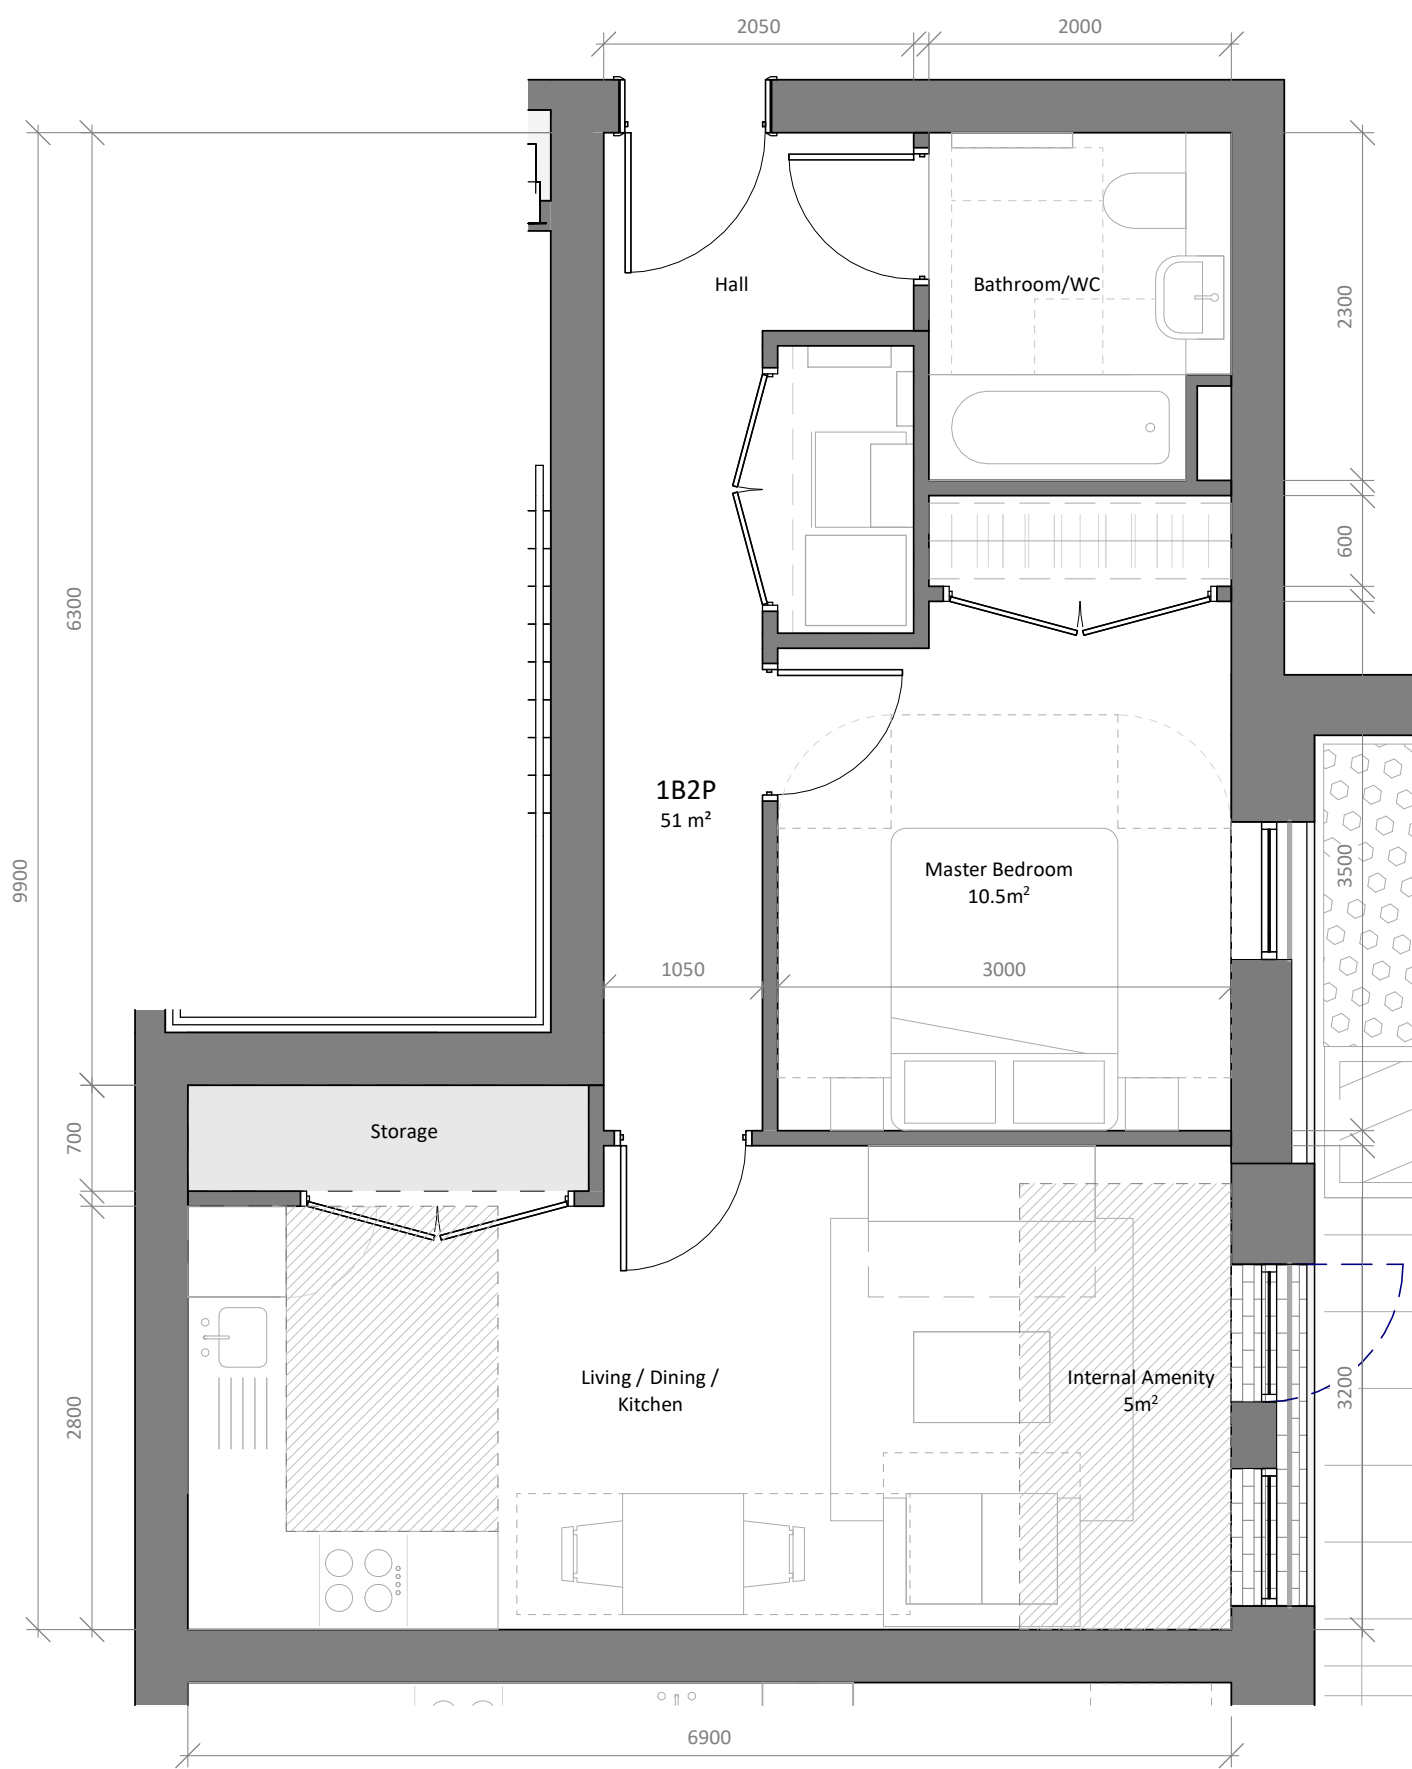 2050
2000
Hall
Bathroom/WC
2300
600
6300
1B2P
51 m²
9900
Master Bedroom
10.5m²
3500
1050
3000
700
Storage
Living / Dining /
Kitchen
Internal Amenity
5m²
3200
2800
6900